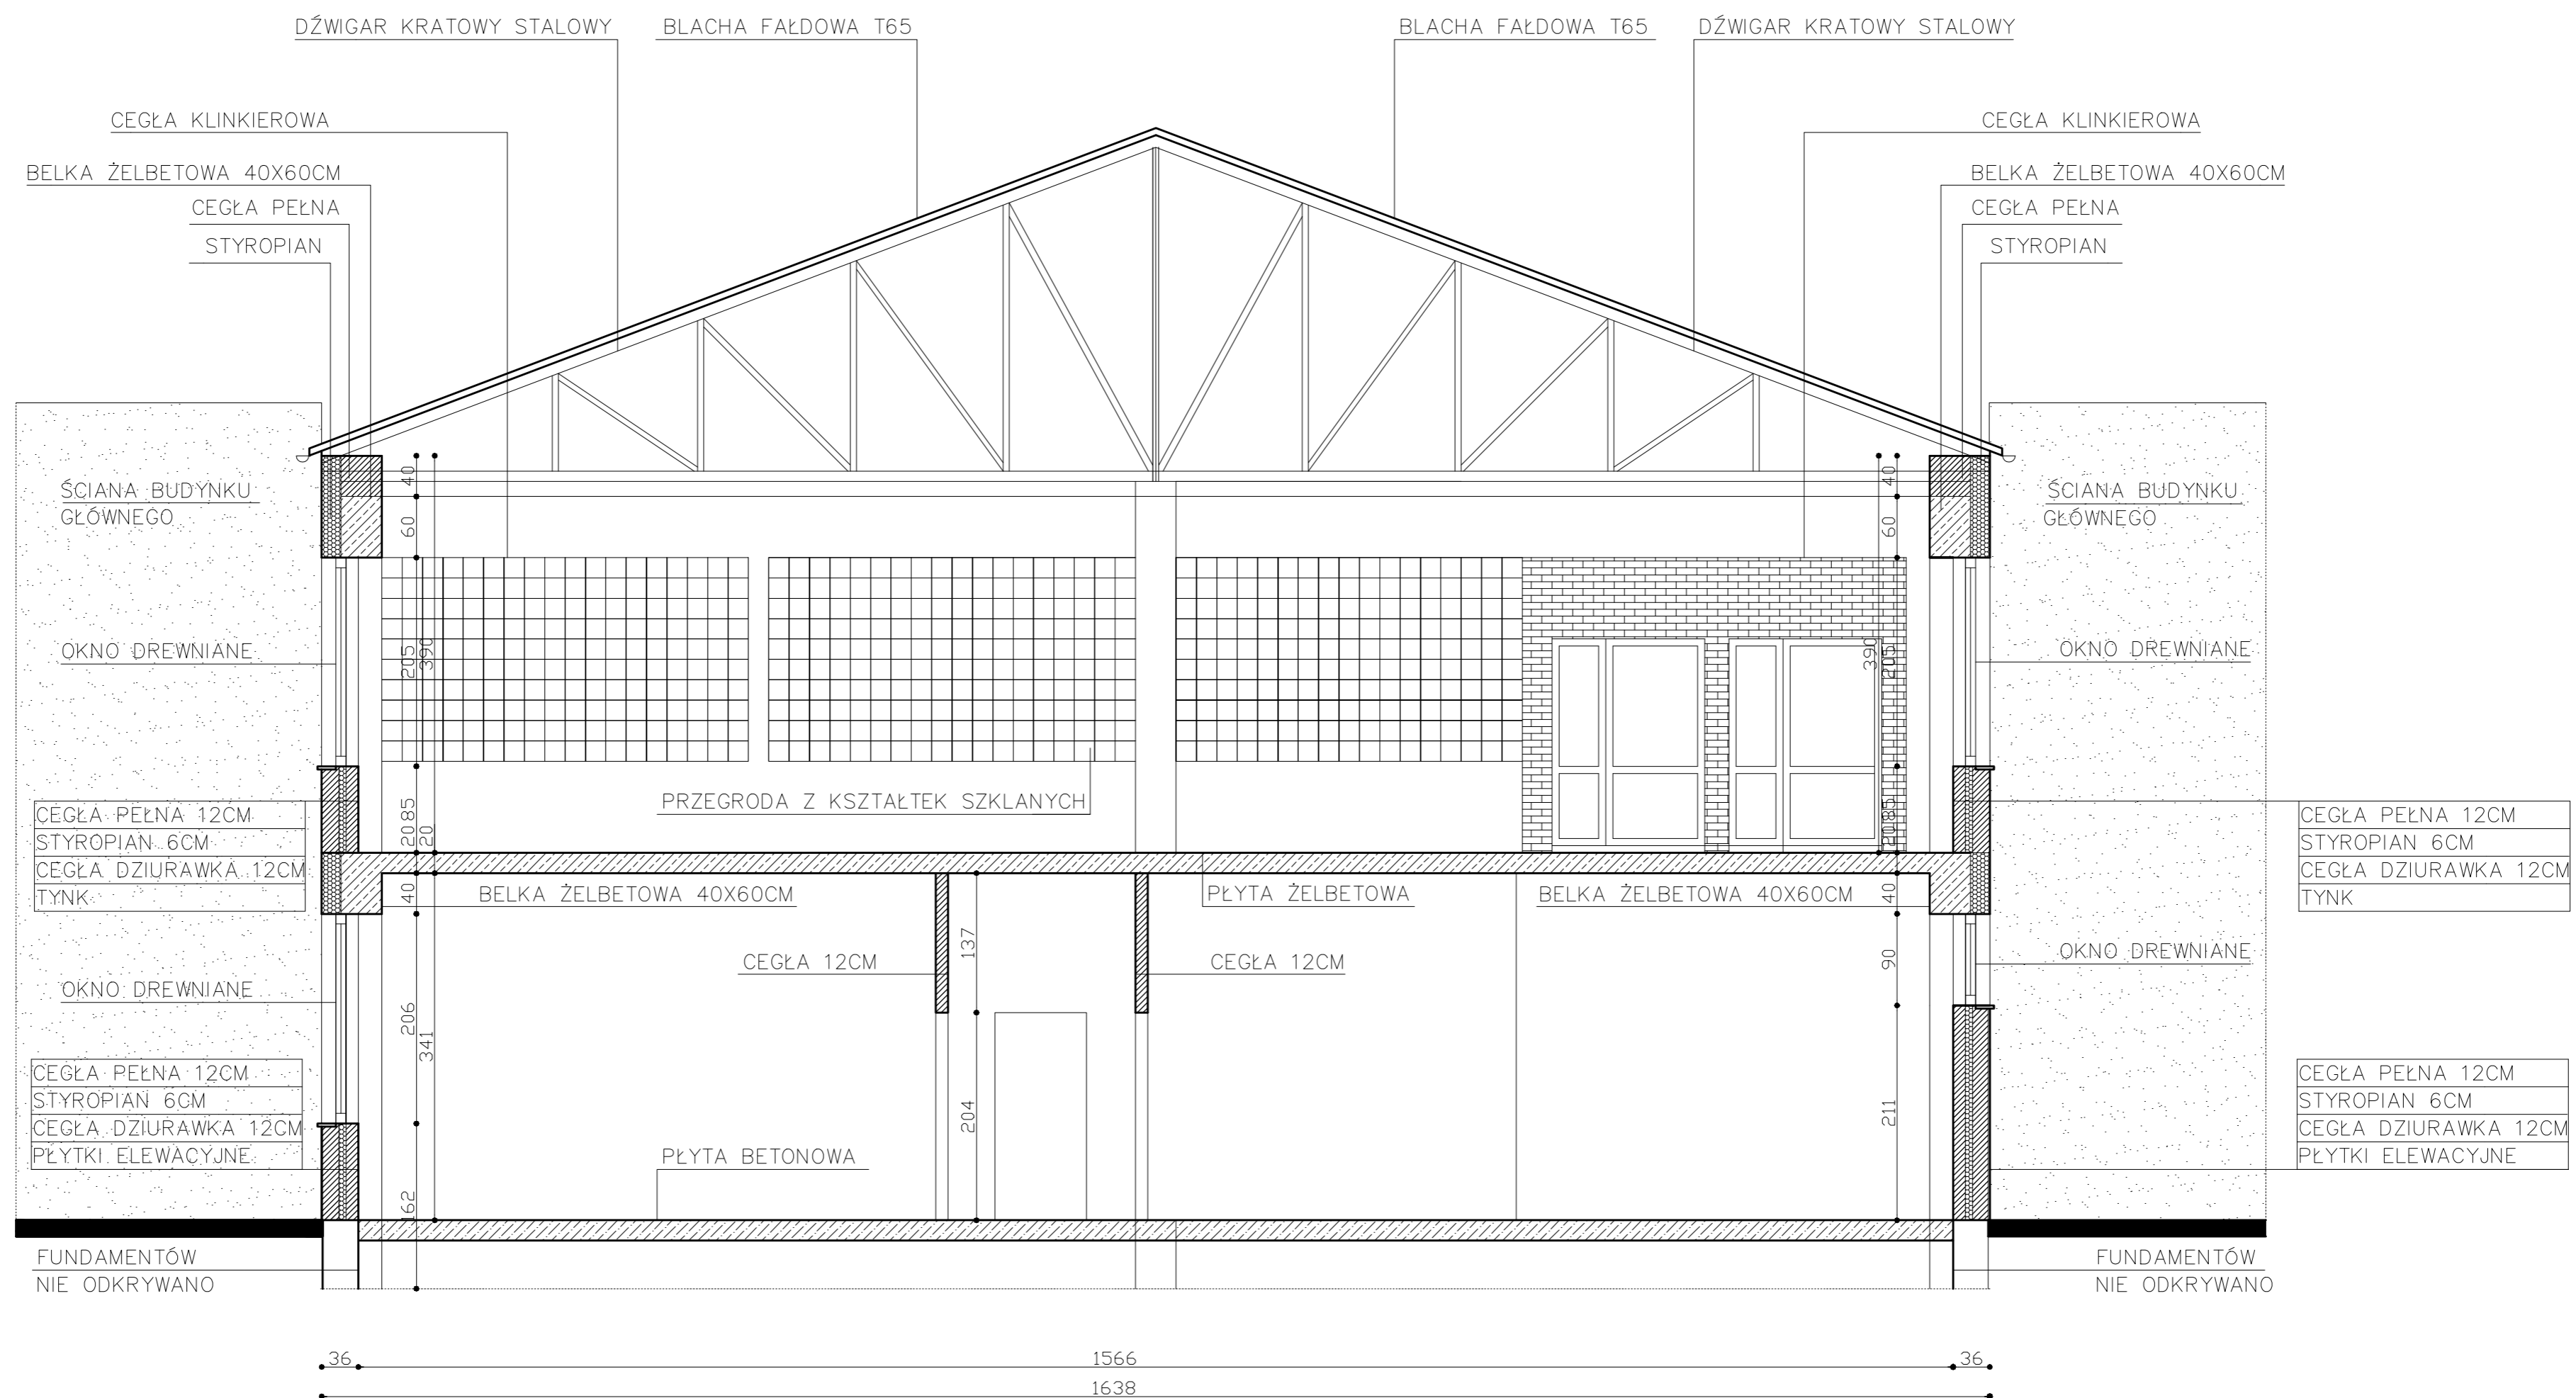 DŹWIGAR KRATOWY STALOWY
BLACHA FAŁDOWA T65
BLACHA FAŁDOWA T65
DŹWIGAR KRATOWY STALOWY
CEGŁA KLINKIEROWA
CEGŁA KLINKIEROWA
BELKA ŻELBETOWA 40X60CM
BELKA ŻELBETOWA 40X60CM
CEGŁA PEŁNA
CEGŁA PEŁNA
STYROPIAN
STYROPIAN
40
40
ŚCIANA BUDYNKU
GŁÓWNEGO
ŚCIANA BUDYNKU
GŁÓWNEGO
60
60
OKNO DREWNIANE
205
390
390
205
OKNO DREWNIANE
PRZEGRODA Z KSZTAŁTEK SZKLANYCH
85
20
20
85
20
CEGŁA PEŁNA 12CM
STYROPIAN 6CM
CEGŁA DZIURAWKA 12CM
TYNK
CEGŁA PEŁNA 12CM
STYROPIAN 6CM
CEGŁA DZIURAWKA 12CM
TYNK
40
BELKA ŻELBETOWA 40X60CM
PŁYTA ŻELBETOWA
BELKA ŻELBETOWA 40X60CM
40
CEGŁA 12CM
137
CEGŁA 12CM
90
OKNO DREWNIANE
OKNO DREWNIANE
206
341
204
211
CEGŁA PEŁNA 12CM
STYROPIAN 6CM
CEGŁA DZIURAWKA 12CM
PŁYTKI ELEWACYJNE
CEGŁA PEŁNA 12CM
STYROPIAN 6CM
CEGŁA DZIURAWKA 12CM
PŁYTKI ELEWACYJNE
PŁYTA BETONOWA
162
FUNDAMENTÓW
NIE ODKRYWANO
FUNDAMENTÓW
NIE ODKRYWANO
36
1566
36
1638